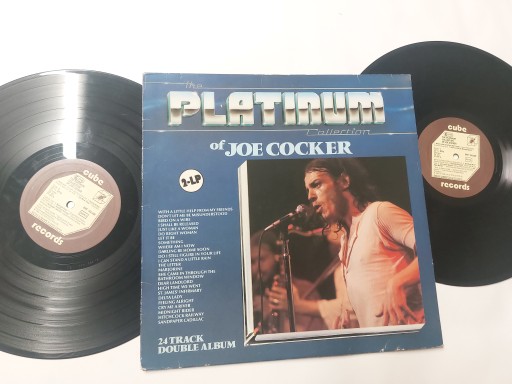 the
PLATINUM
Collection
of JOE COCKER
2-LP
WITH A LITTLE HELP FROM MY FRIENDS
DON'T LET ME BE MISUNDERSTOOD
BIRD ON A WIRE
I SHALL BE RELEASED
JUST LIKE A WOMAN
DO RIGHT WOMAN
LET IT BE
SOMETHING
WHERE AM I NOW
DARLING BE HOME SOON
DO I STILL FIGURE IN YOUR LIFE
I CAN STAND A LITTLE RAIN
THE LETTER
MARJORINE
SHE CAME IN THROUGH THE
BATHROOM WINDOW
DEAR LANDLORD
HIGH TIME WE WENT
ST. JAMES' INFIRMARY
DELTA LADY
FEELING ALRIGHT
CRY ME A RIVER
MIDNIGHT RIDER
HITCHCOCK RAILWAY
SANDPAPER CADILLAC
24 TRACK
DOUBLE ALBUM
cube
records
cube
records